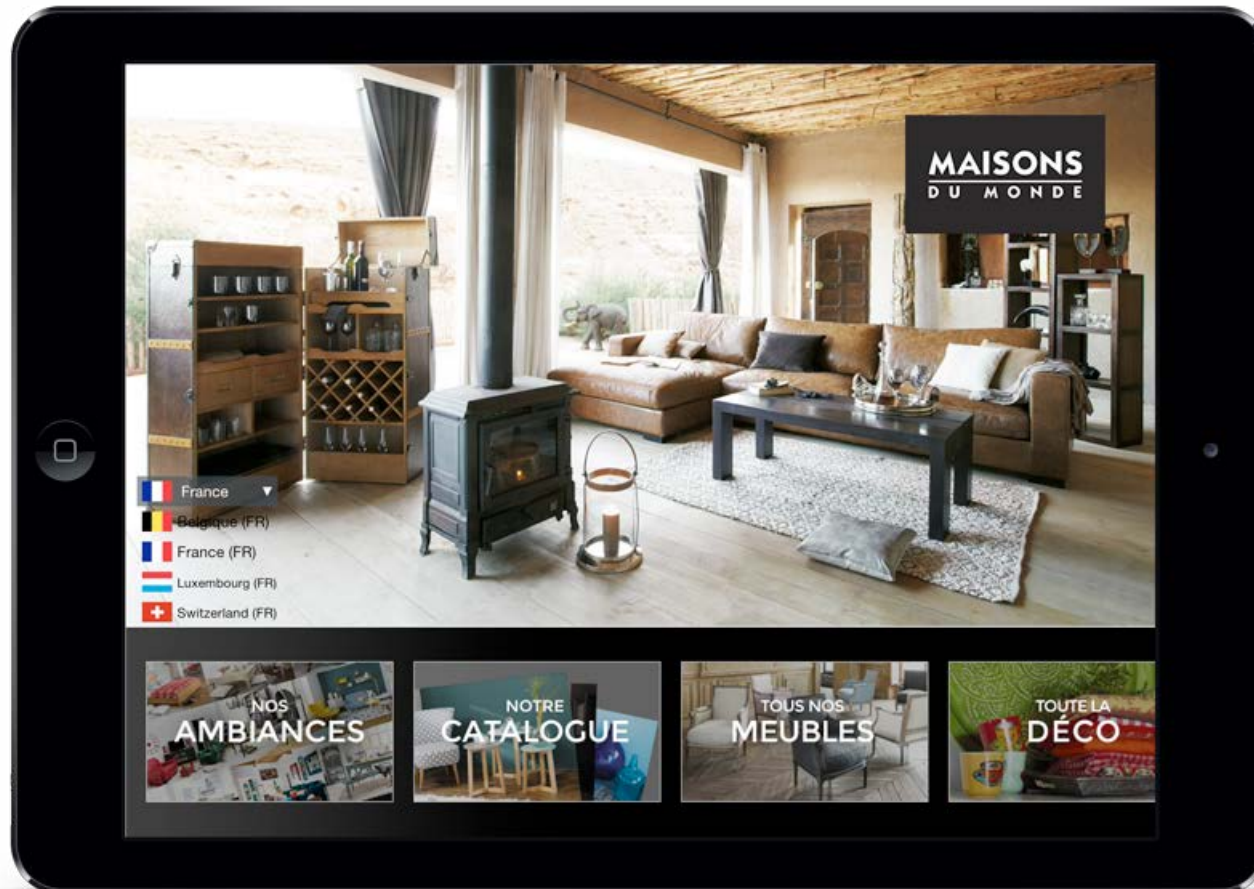 MAISONS
DU MONDE
France
Belgique (FR)
France (FR)
Luxembourg (FR)
Switzerland (FR)
NOS
AMBIANCES
NOTRE
CATALOGUE
TOUS NOS
MEUBLES
TOUTE LA
DÉCO